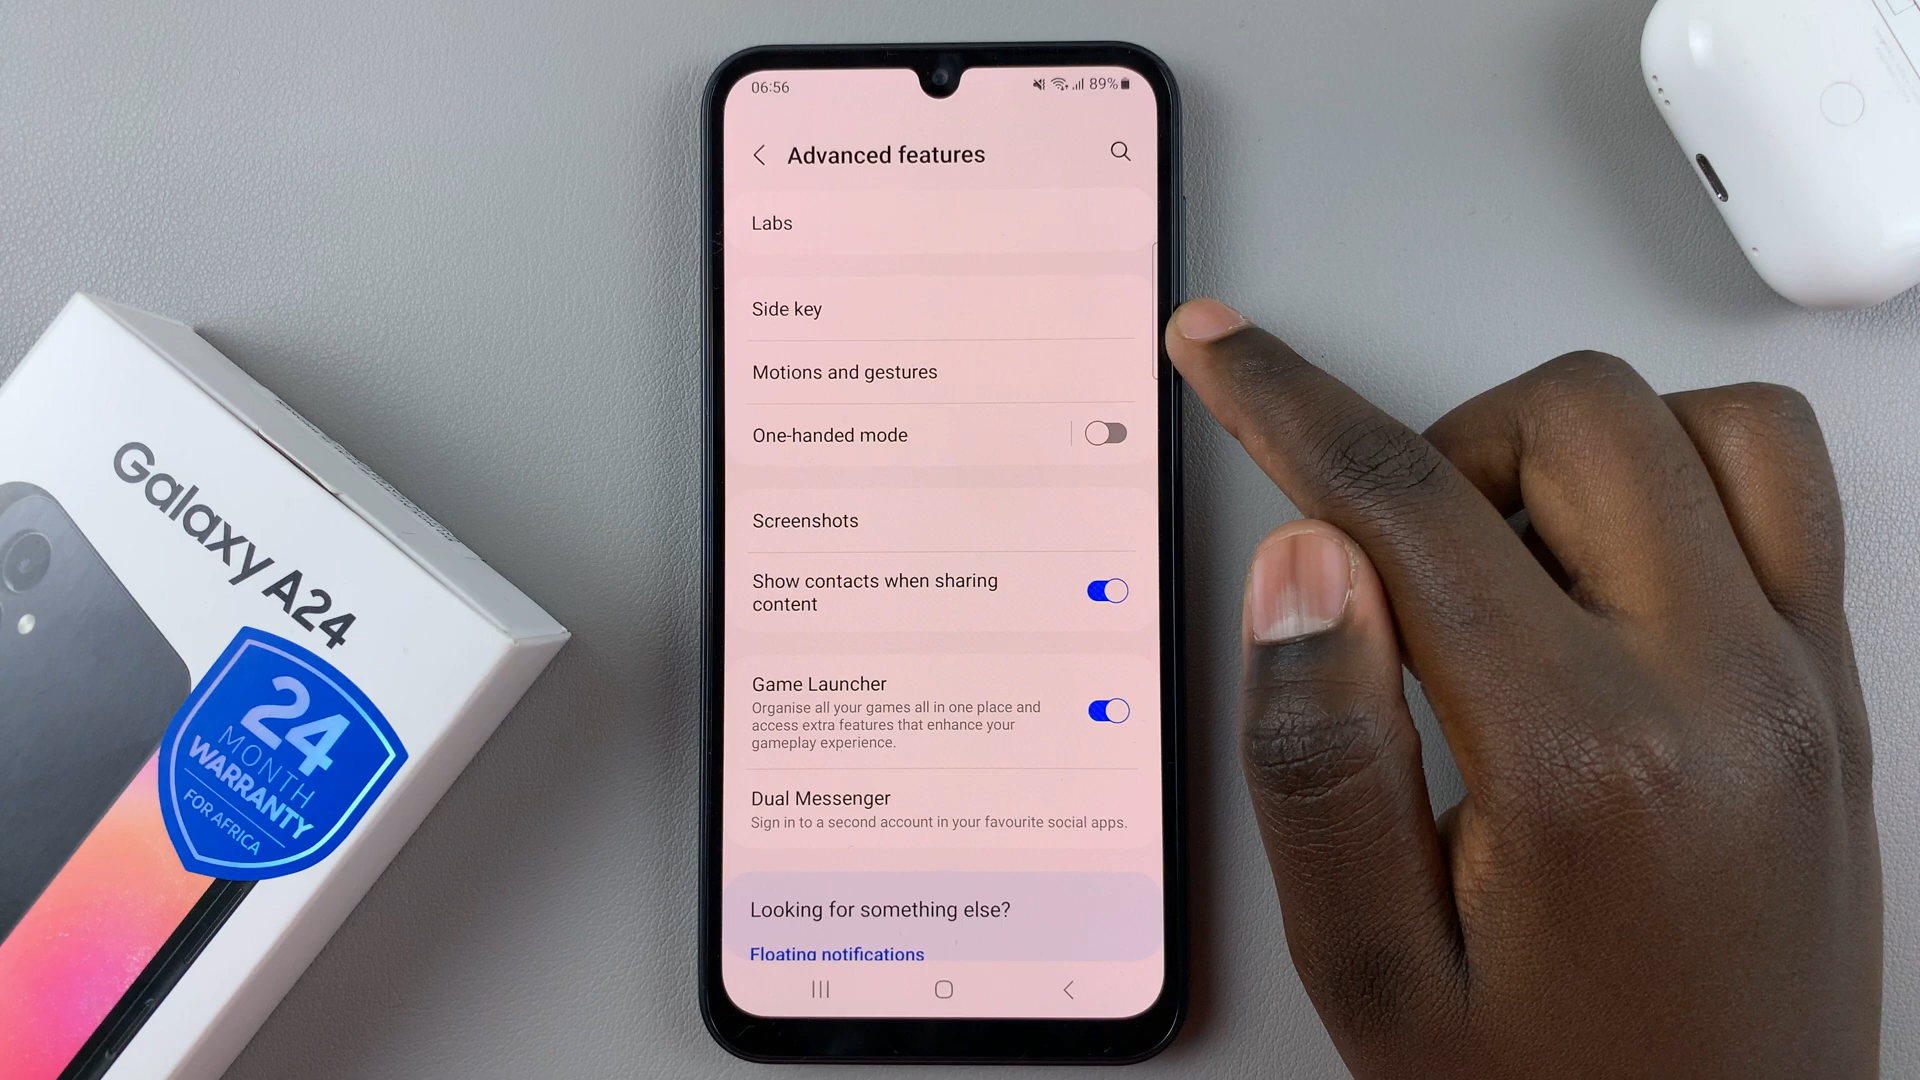 06:56
89%
Advanced features
Labs
Side key
Motions and gestures
One-handed mode
Screenshots
Show contacts when sharing
content
Game Launcher
Organise all your games all in one place and
access extra features that enhance your
gameplay experience.
Dual Messenger
Sign in to a second account in your favourite social apps.
Looking for something else?
Floating notifications
Galaxy A24
24
MONTH
WARRANTY
FOR AFRICA